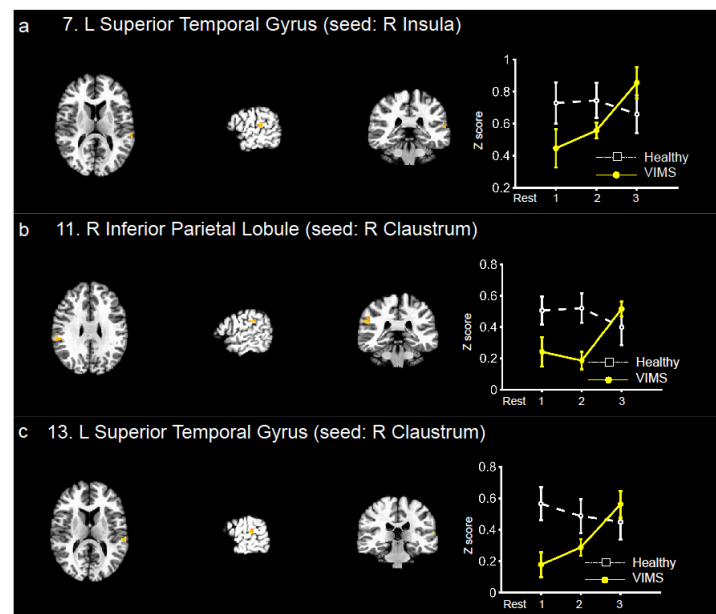 a 7. L Superior Temporal Gyrus (seed: R Insula)
1
0.8
0.6
0.4
0.2
Z score
Healthy
VIMS
Rest 1 2 3
b 11. R Inferior Parietal Lobule (seed: R Claustrum)
0.8
0.6
0.4
0.2
0
Z score
Healthy
VIMS
Rest 1 2 3
c 13. L Superior Temporal Gyrus (seed: R Claustrum)
0.8
0.6
0.4
0.2
0
Z score
Healthy
VIMS
Rest 1 2 3